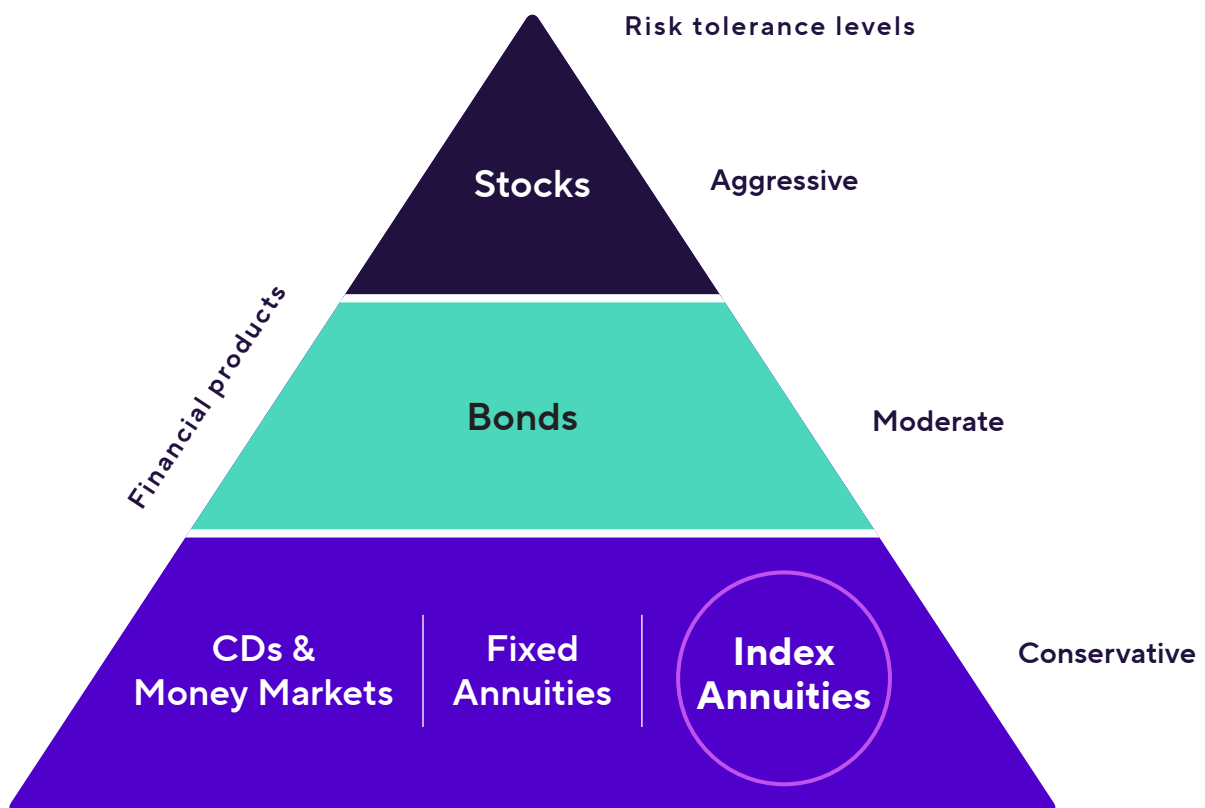 Risk tolerance levels
Stocks
Aggressive
Financial products
Bonds
Moderate
CDs &
Money Markets
Fixed
Annuities
Index
Annuities
Conservative